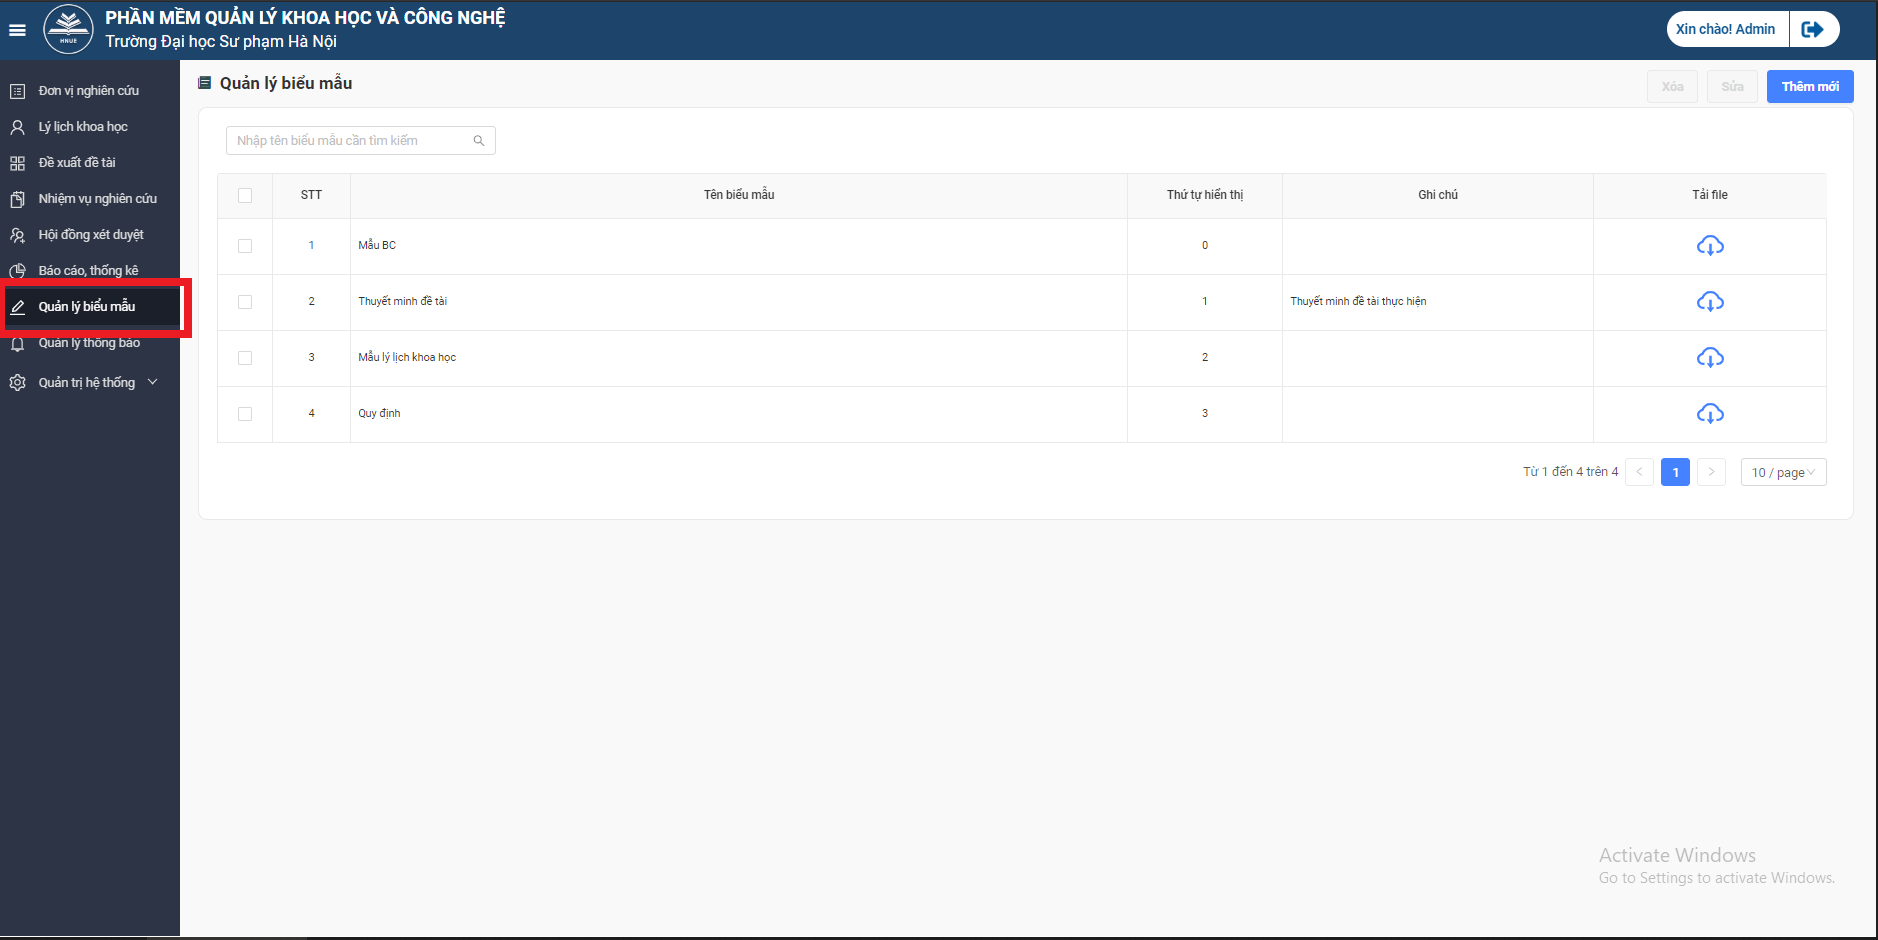 PHẦN MỀM QUẢN LÝ KHOA HỌC VÀ CÔNG NGHỆ
Trường Đại học Sư phạm Hà Nội
HNUE
Xin chào! Admin
Đơn vị nghiên cứu
Lý lịch khoa học
Đề xuất đề tài
Nhiệm vụ nghiên cứu
Hội đồng xét duyệt
Báo cáo, thống kê
Quản lý biểu mẫu
Quản lý thông báo
Quản trị hệ thống
Quản lý biểu mẫu
Xóa Sửa Thêm mới
Nhập tên biểu mẫu cần tìm kiếm
STT Tên biểu mẫu Thứ tự hiển thị Ghi chú Tải file
1 Mẫu BC 0
2 Thuyết minh đề tài 1 Thuyết minh đề tài thực hiện
3 Mẫu lý lịch khoa học 2
4 Quy định 3
Từ 1 đến 4 trên 4 < 1 > 10 / page
Activate Windows
Go to Settings to activate Windows.